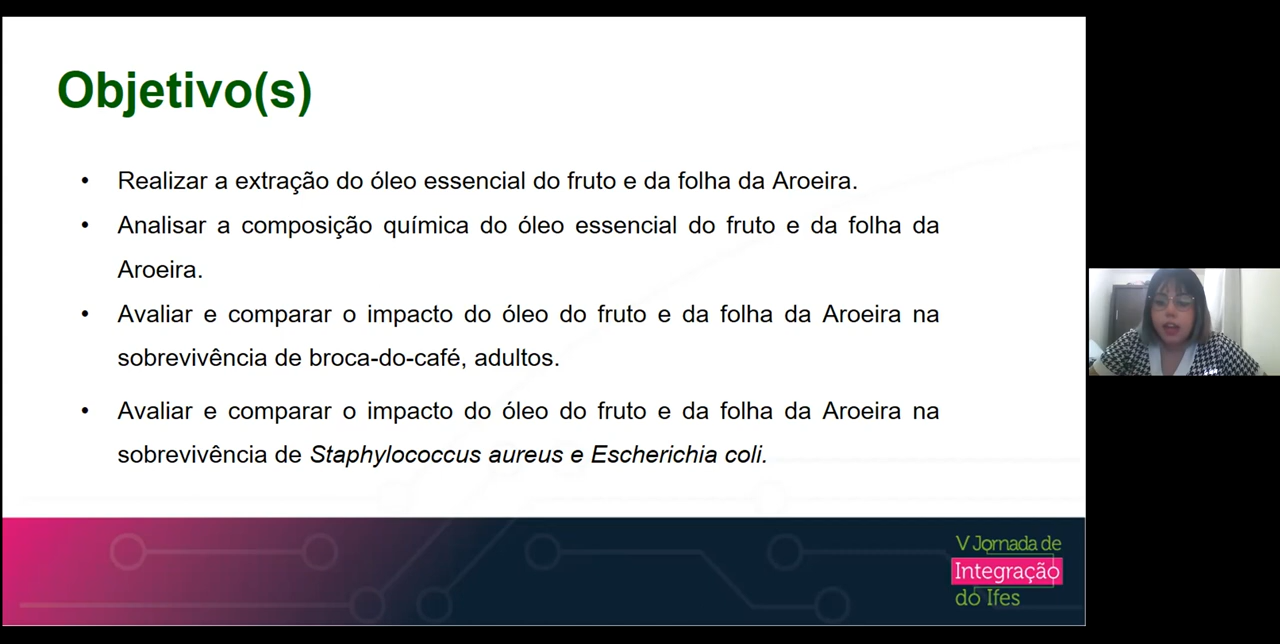 Objetivo(s)
• Realizar a extração do óleo essencial do fruto e da folha da Aroeira.
• Analisar a composição química do óleo essencial do fruto e da folha da
Aroeira.
• Avaliar e comparar o impacto do óleo do fruto e da folha da Aroeira na
sobrevivência de broca-do-café, adultos.
• Avaliar e comparar o impacto do óleo do fruto e da folha da Aroeira na
sobrevivência de Staphylococcus aureus e Escherichia coli.
V Jornada de
Integração
do Ifes